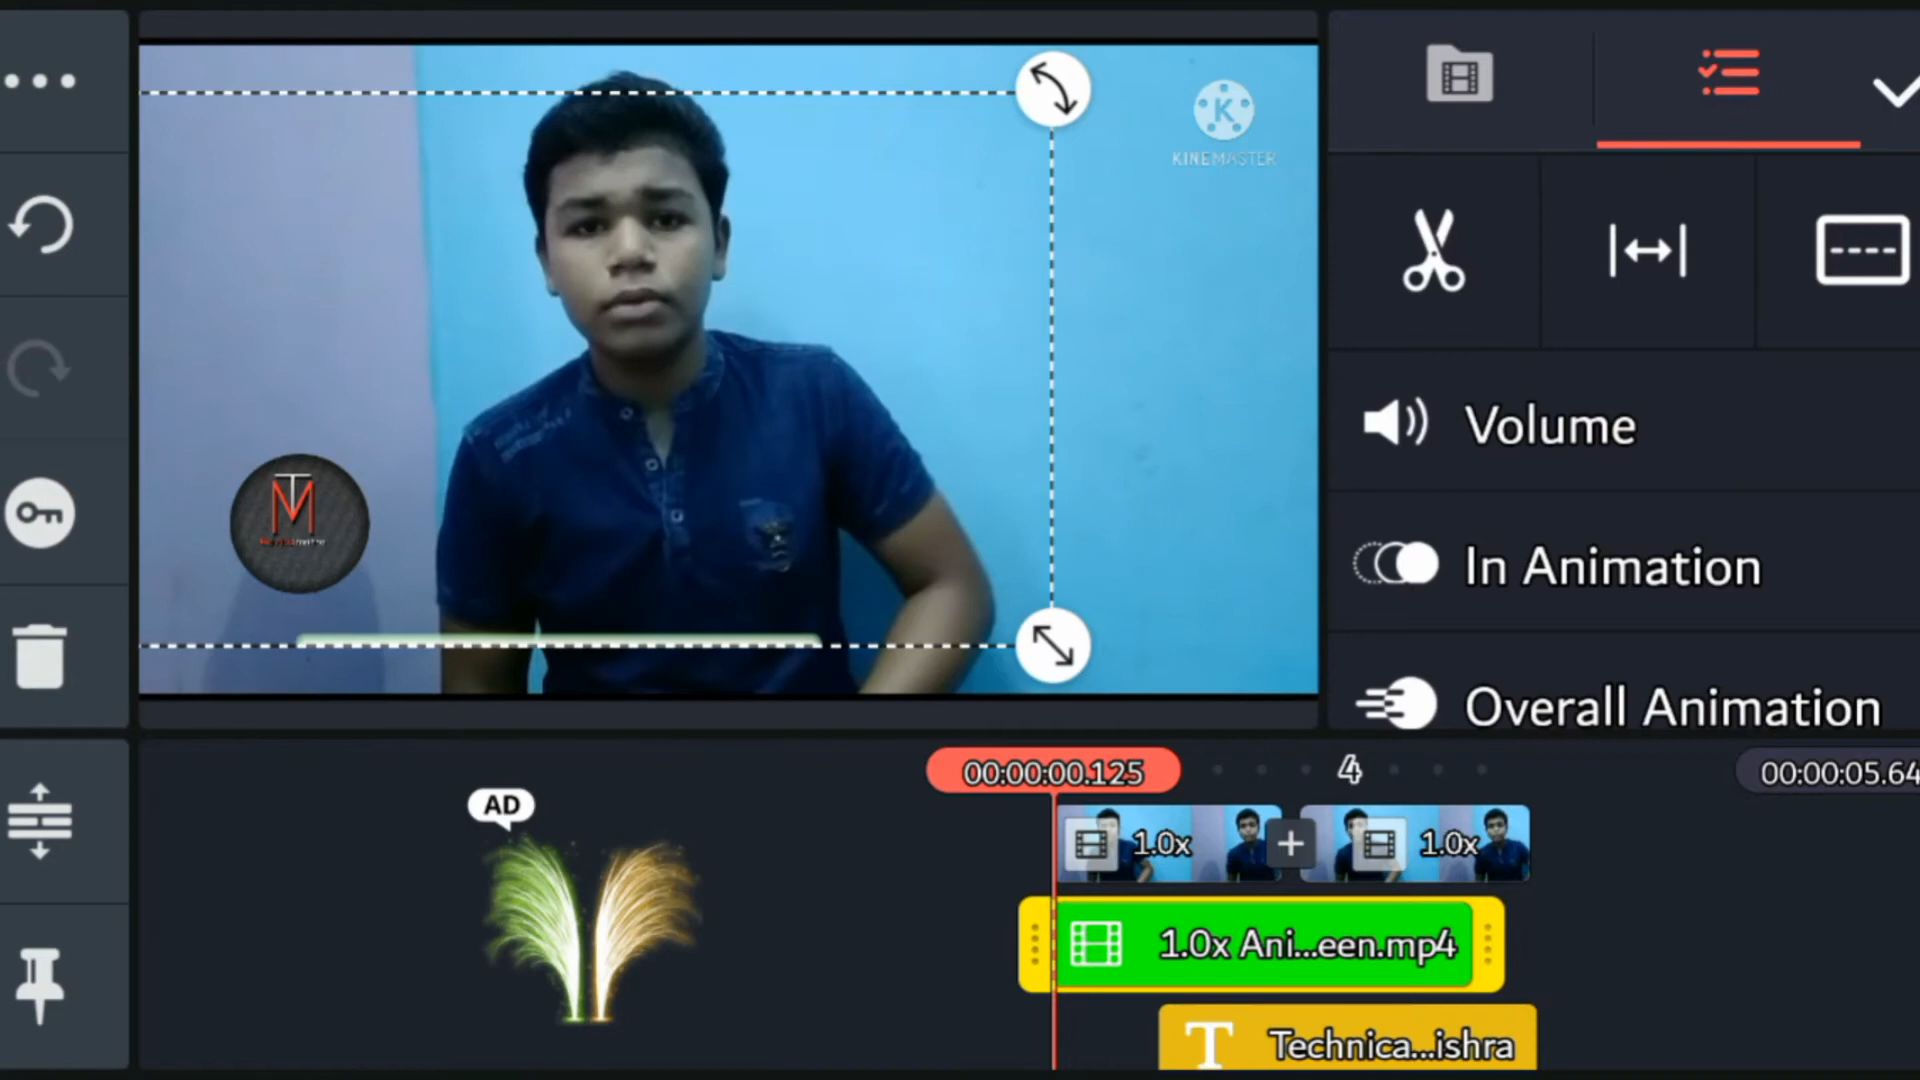 K
KINEMASTER
TM
Volume
In Animation
Overall Animation
00:00:00.125
4
00:00:05.64
AD
1.0x
+
1.0x
1.0x Ani...een.mp4
T
Technica...ishra